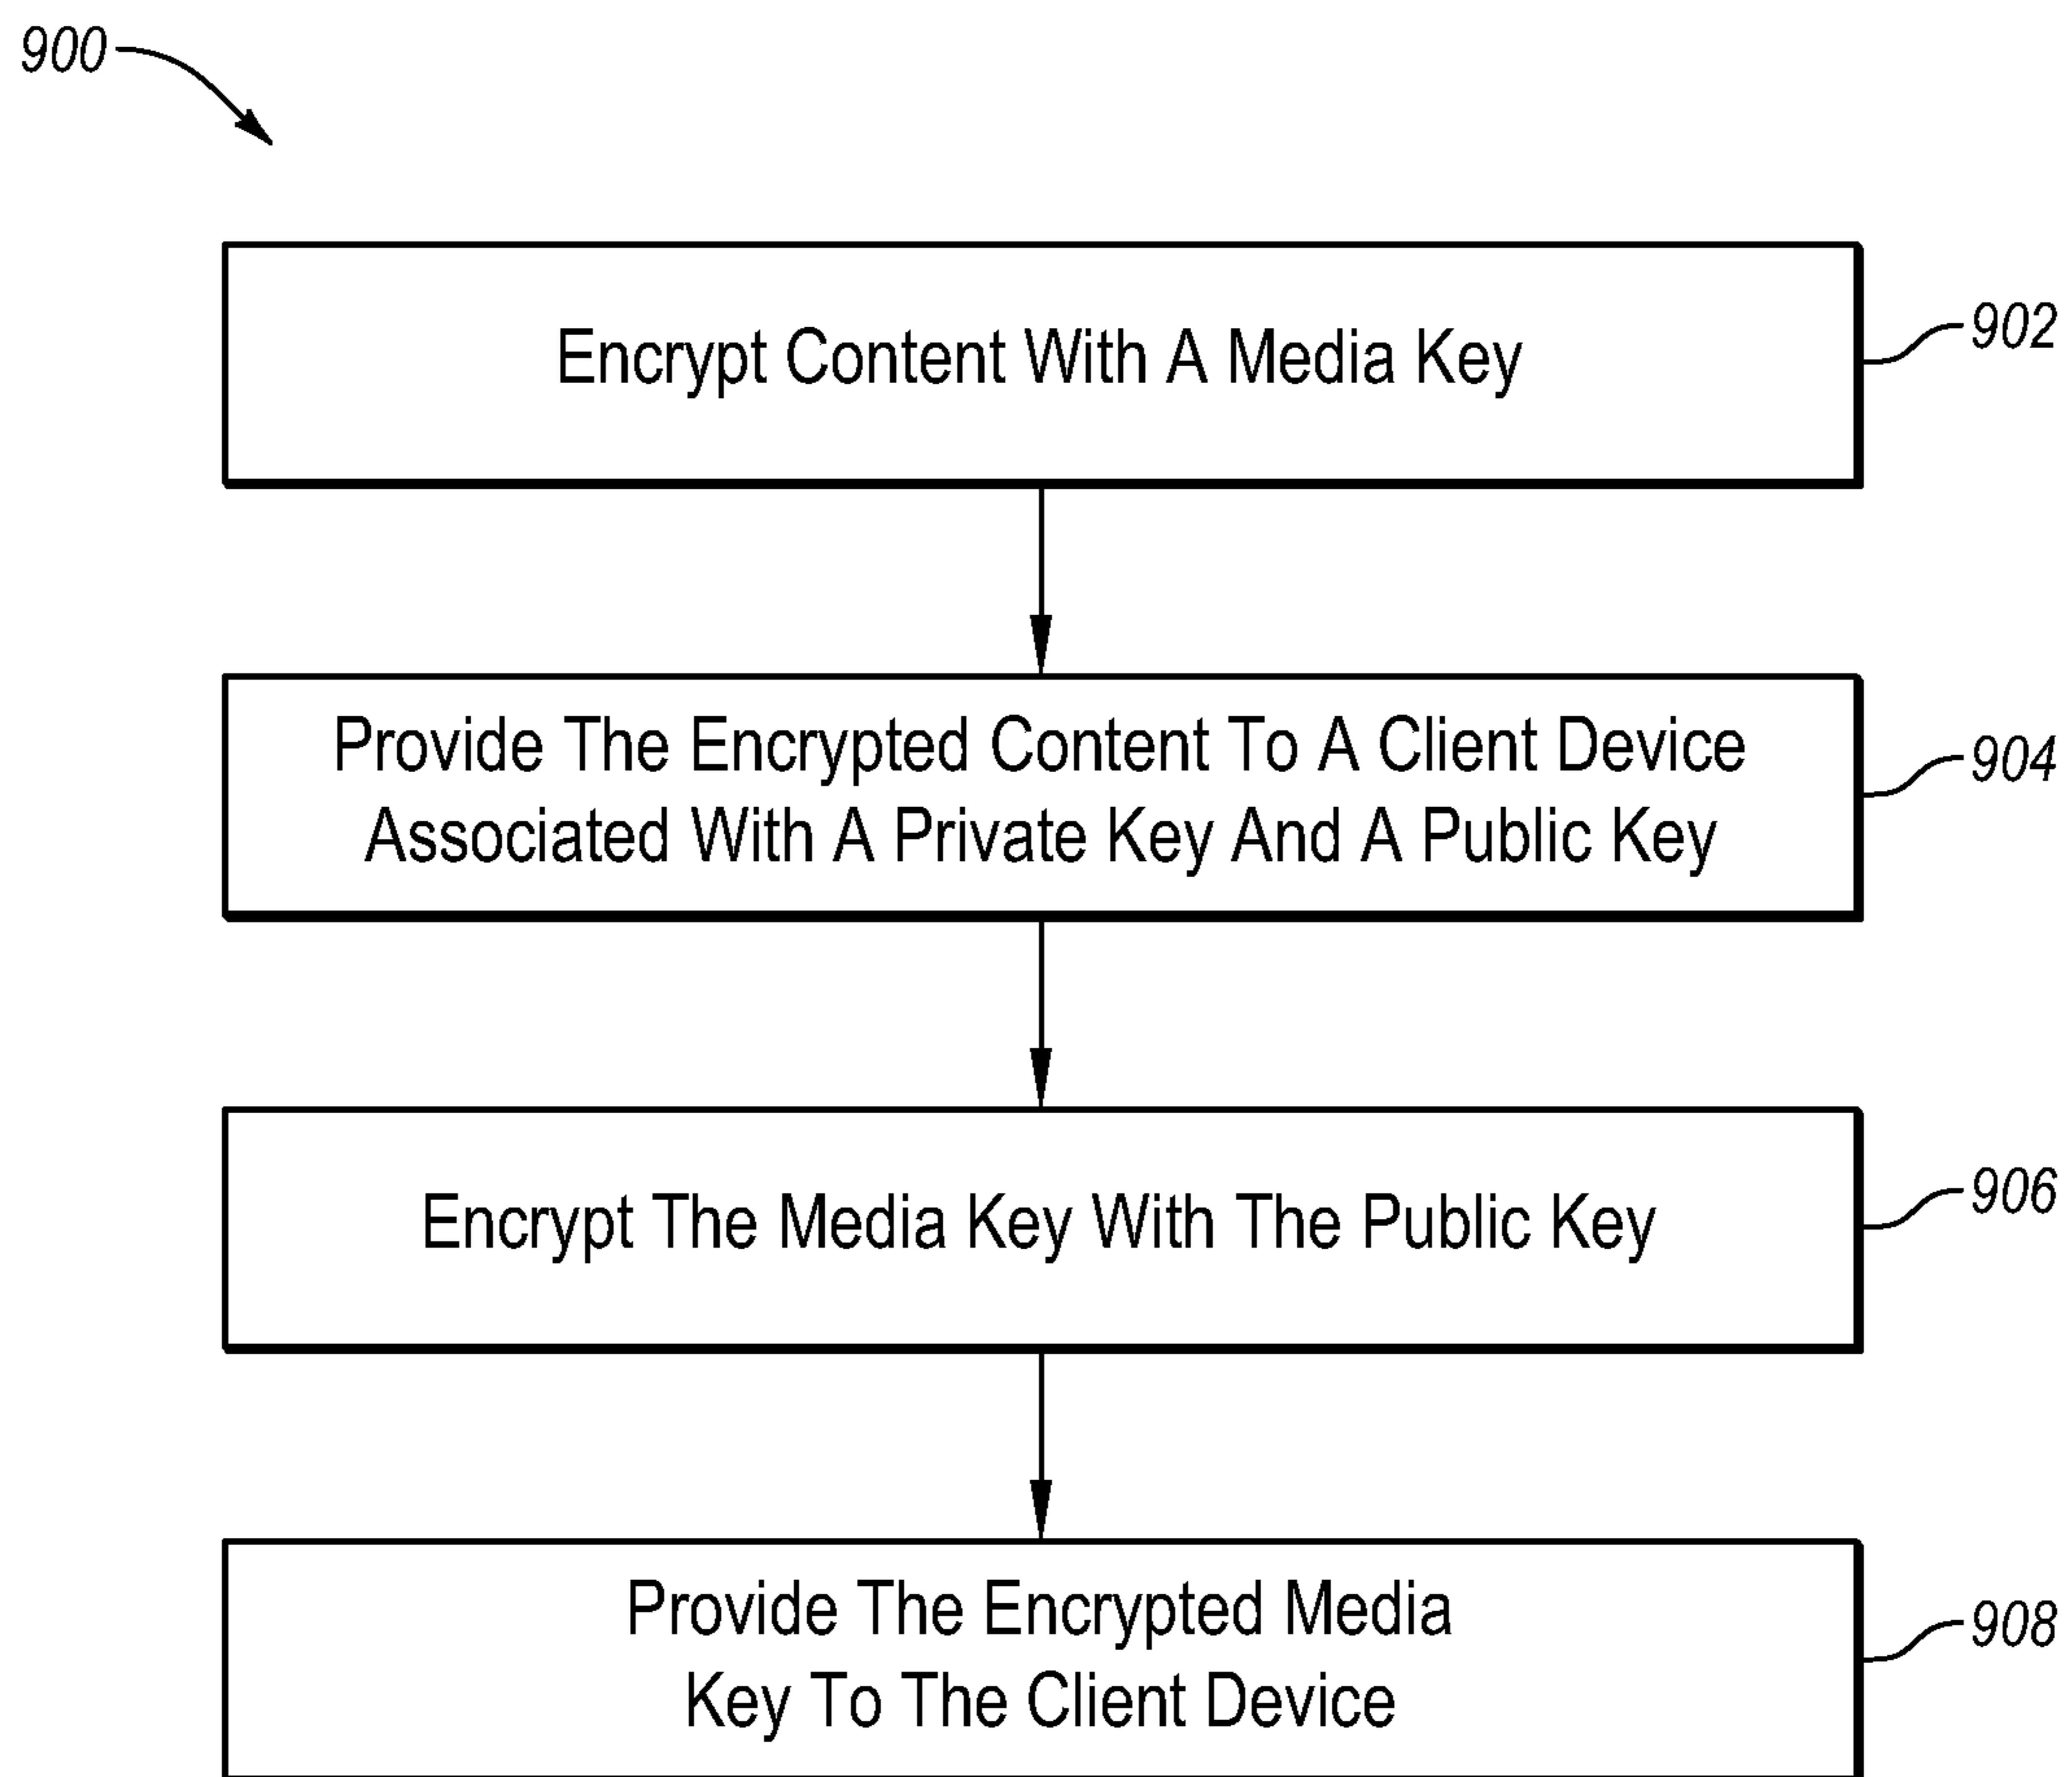 900
Encrypt Content With A Media Key
902
Provide The Encrypted Content To A Client Device
Associated With A Private Key And A Public Key
904
Encrypt The Media Key With The Public Key
906
Provide The Encrypted Media
Key To The Client Device
908